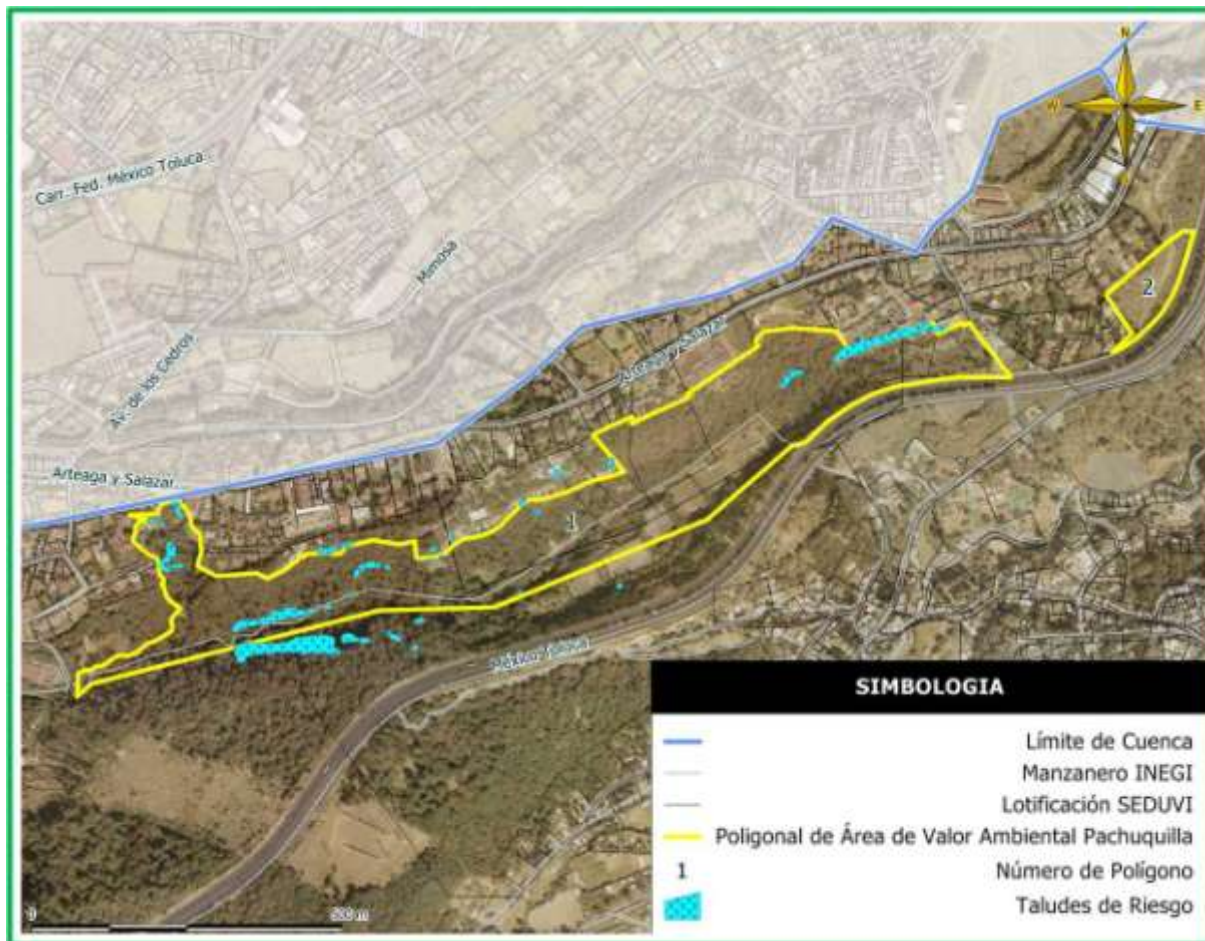 N
W
E
Carr. Fed. México Toluca
Mimosa
Av. de los Cedros
Arteaga y Salazar
Arteaga y Salazar
2
1
México Toluca
0
500 m
SIMBOLOGIA
Límite de Cuenca
Manzanero INEGI
Lotificación SEDUVI
Poligonal de Área de Valor Ambiental Pachuquilla
1
Número de Polígono
Taludes de Riesgo